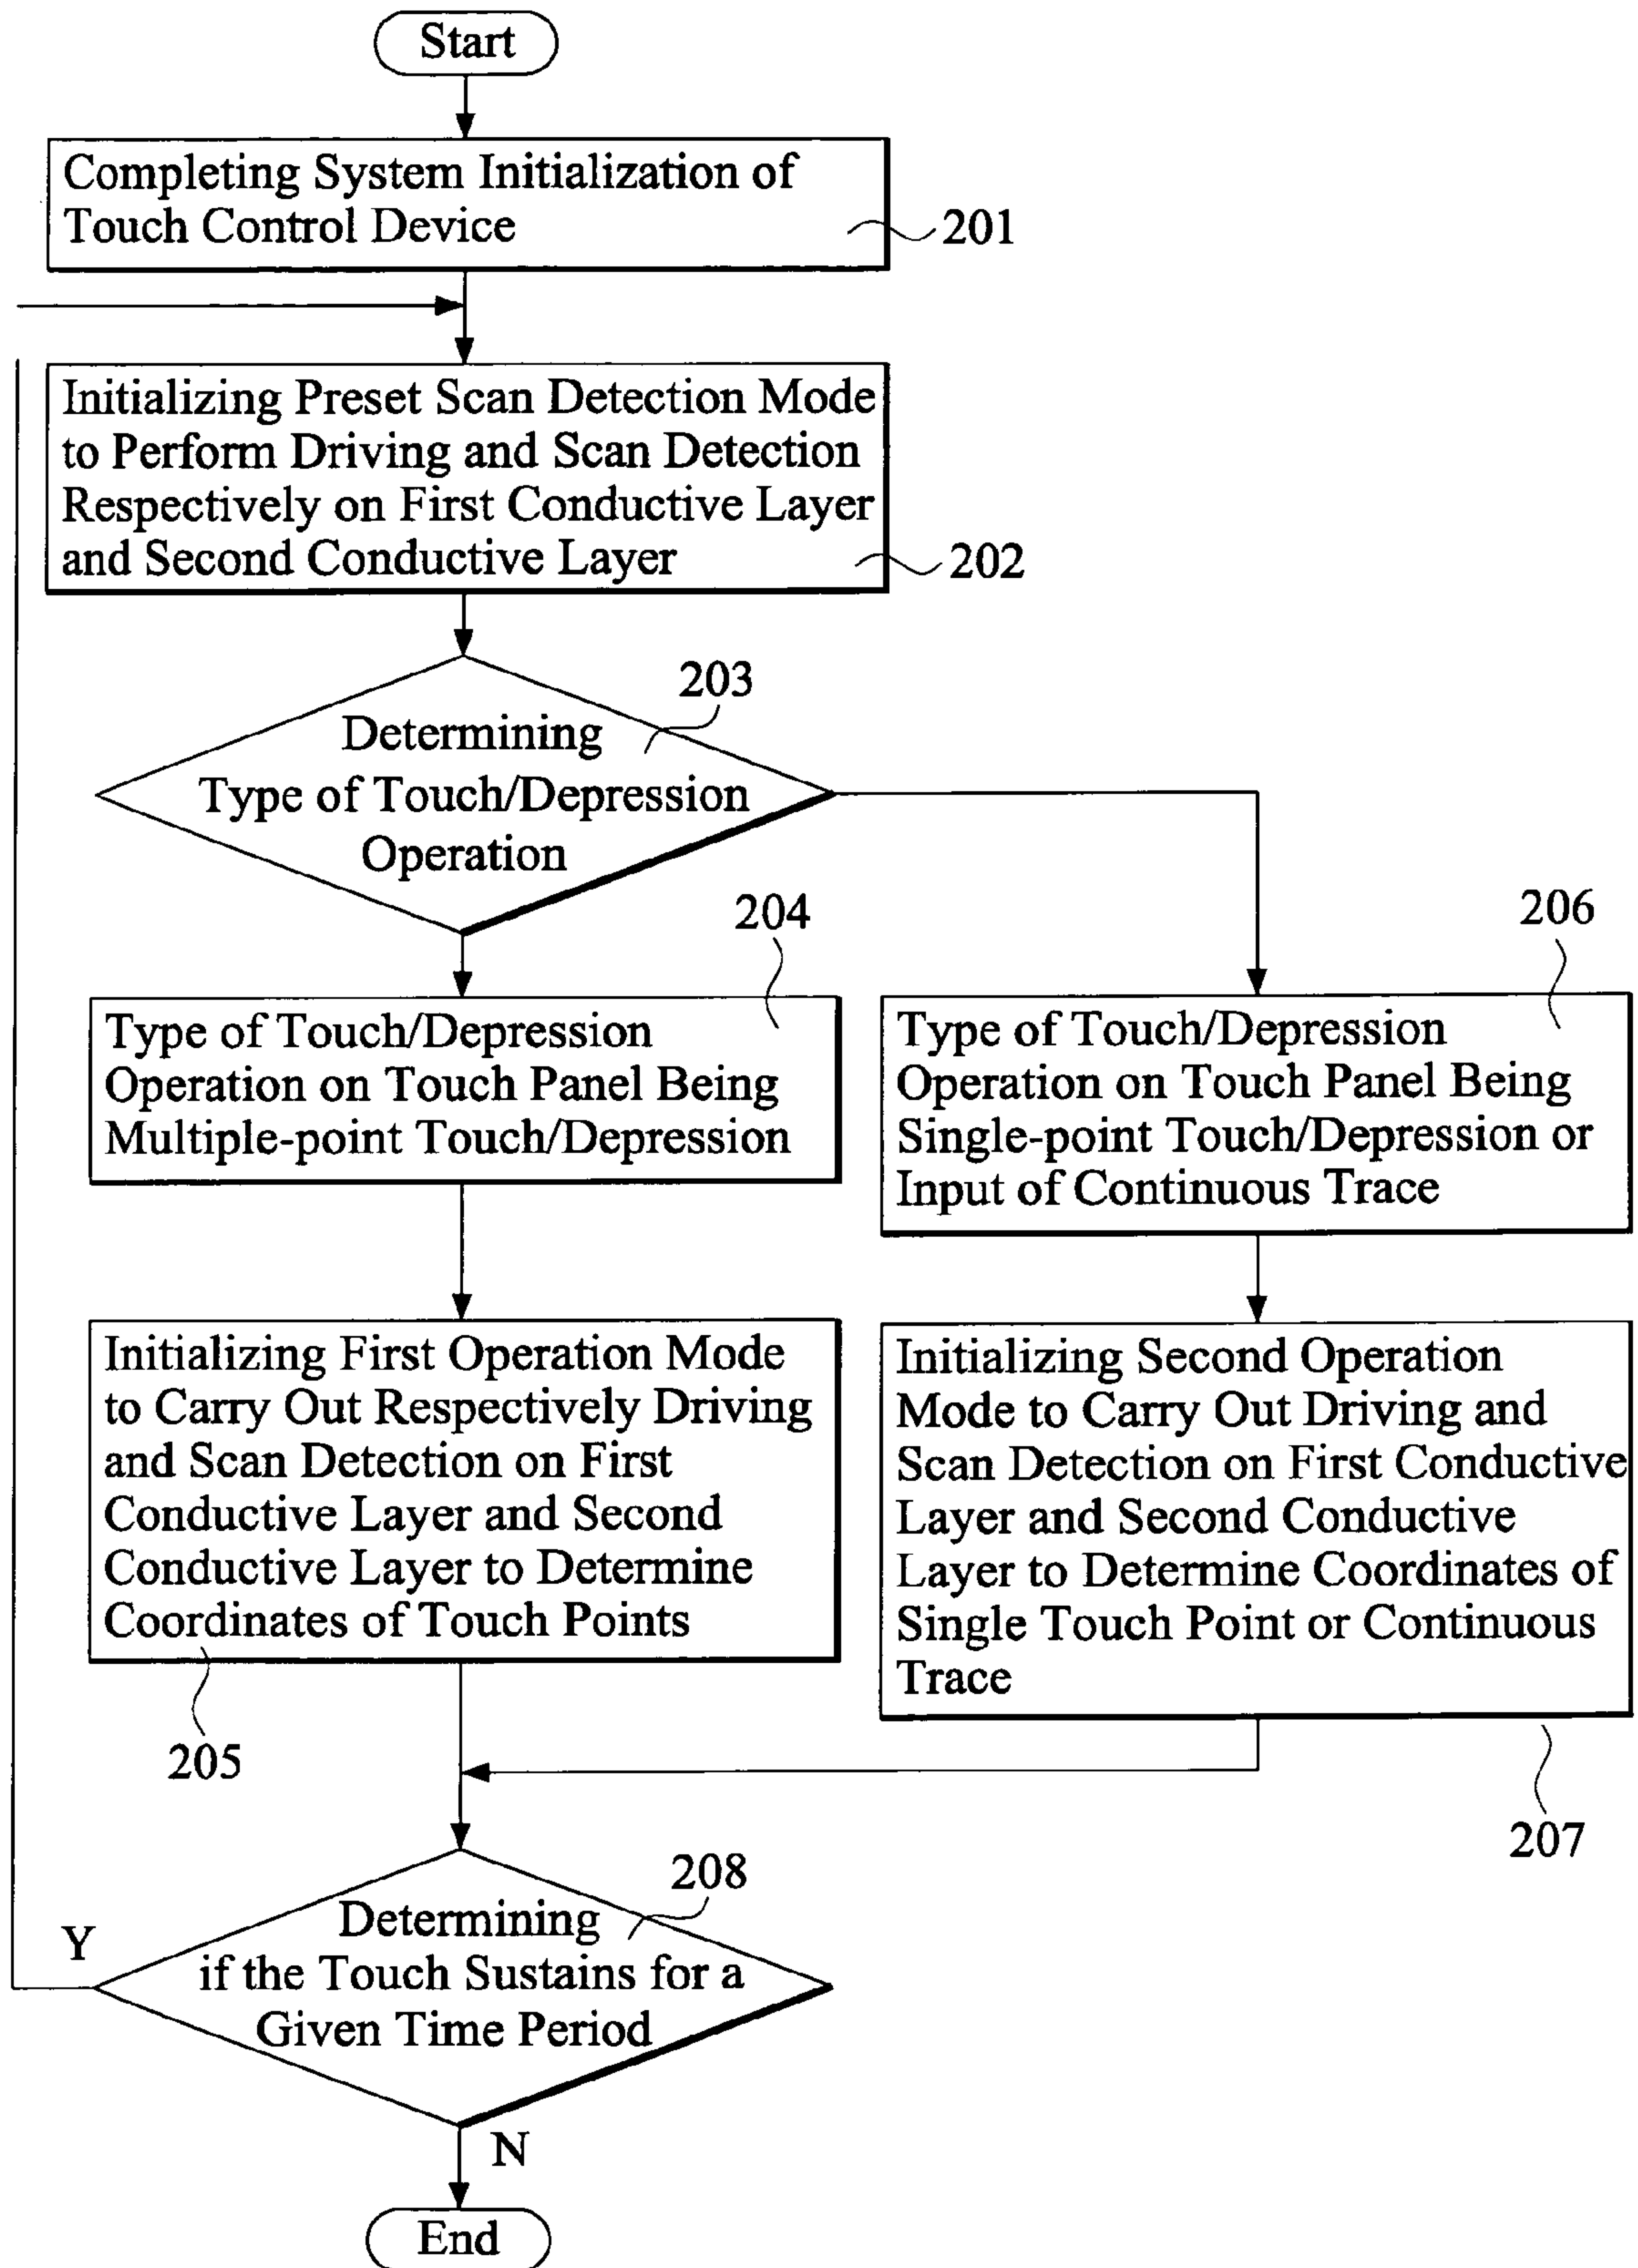 Start
Completing System Initialization of
Touch Control Device
201
Initializing Preset Scan Detection Mode
to Perform Driving and Scan Detection
Respectively on First Conductive Layer
and Second Conductive Layer
202
203
Determining
Type of Touch/Depression
Operation
204
Type of Touch/Depression
Operation on Touch Panel Being
Multiple-point Touch/Depression
206
Type of Touch/Depression
Operation on Touch Panel Being
Single-point Touch/Depression or
Input of Continuous Trace
Initializing First Operation Mode
to Carry Out Respectively Driving
and Scan Detection on First
Conductive Layer and Second
Conductive Layer to Determine
Coordinates of Touch Points
205
Initializing Second Operation
Mode to Carry Out Driving and
Scan Detection on First Conductive
Layer and Second Conductive
Layer to Determine Coordinates of
Single Touch Point or Continuous
Trace
207
208
Determining
if the Touch Sustains for a
Given Time Period
Y
N
End